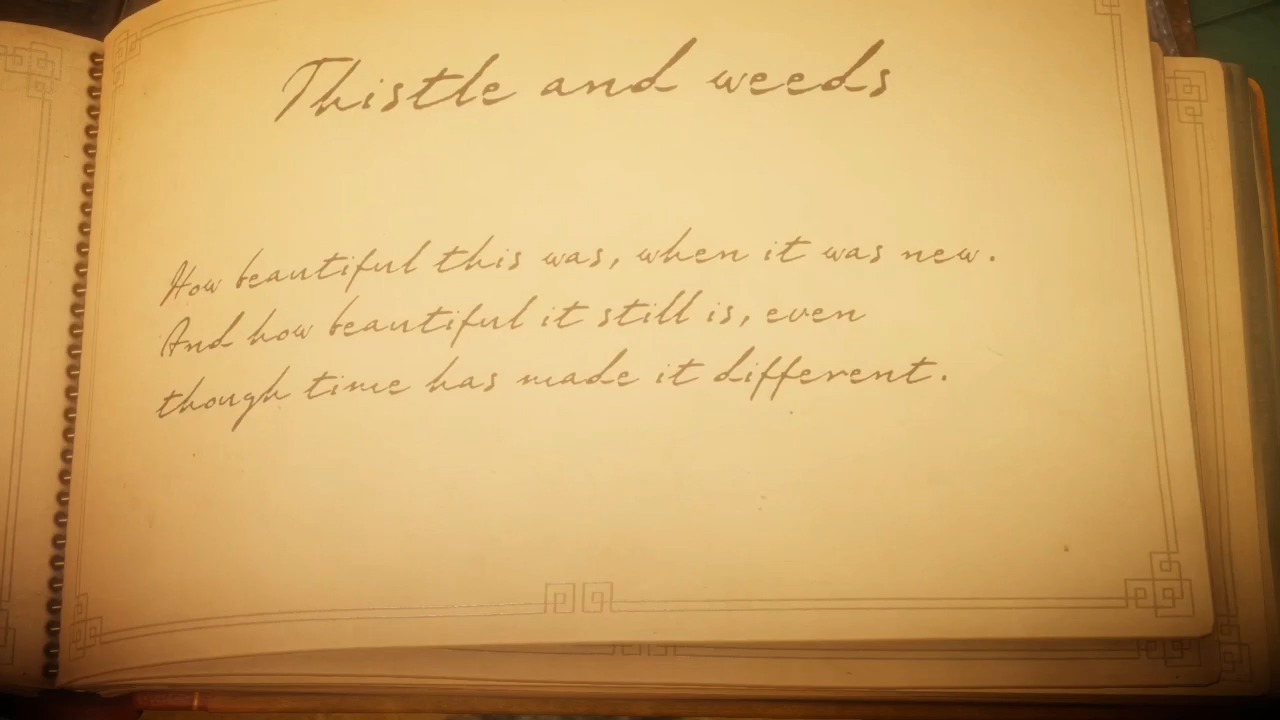 Thistle and weeds
How beautiful this was, when it was new.
And how beautiful it still is, even
though time has made it different.